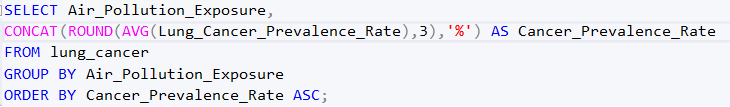 SELECT Air_Pollution_Exposure,
CONCAT(ROUND(AVG(Lung_Cancer_Prevalence_Rate),3),'%') AS Cancer_Prevalence_Rate
FROM lung_cancer
GROUP BY Air_Pollution_Exposure
ORDER BY Cancer_Prevalence_Rate ASC;